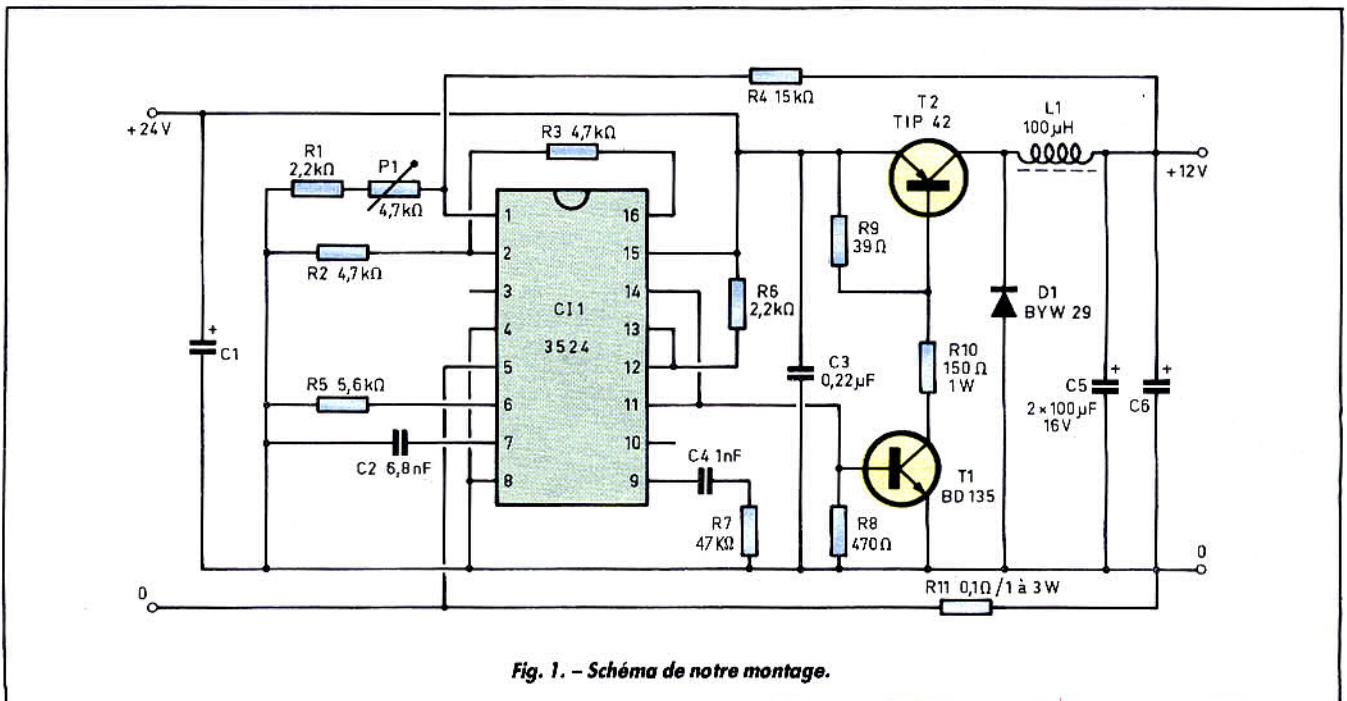 R4 15kΩ
+24V
R3 4,7kΩ
T2
TIP 42
L1
100µH
+12V
R1
2,2kΩ
P1
4,7kΩ
1
16
R2 4,7kΩ
2
15
R9
39Ω
3
14
R6
2,2kΩ
D1
BYW 29
CI1
3524
4
13
C1
+
5
12
C3
0,22µF
R10
150Ω
1W
R5 5,6kΩ
6
11
+
C5
2×100µF
16V
+
C6
C2 6,8nF
7
10
8
9
C4 1nF
T1
BD 135
R7
47KΩ
R8
470Ω
0
0
R11 0,1Ω/1 à 3W
Fig. 1. – Schéma de notre montage.